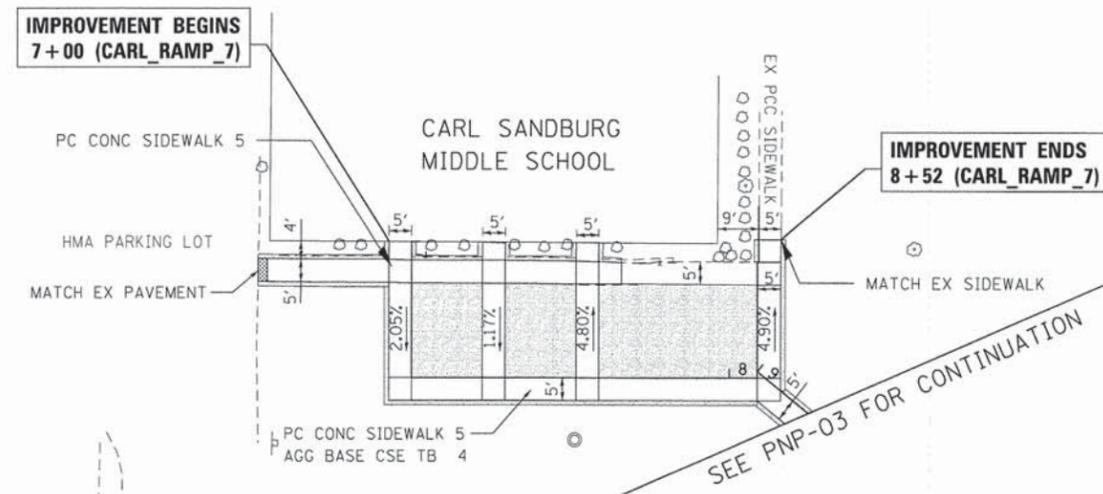 IMPROVEMENT BEGINS
7+00 (CARL_RAMP_7)
PC CONC SIDEWALK 5
CARL SANDBURG
MIDDLE SCHOOL
EX PCC SIDEWALK
IMPROVEMENT ENDS
8+52 (CARL_RAMP_7)
HMA PARKING LOT
4'
5'
5'
5'
9'
5'
MATCH EX PAVEMENT
5'
5'
5'
MATCH EX SIDEWALK
2.05%
1.17%
4.80%
4.90%
8
9
5'
5'
PC CONC SIDEWALK 5
AGG BASE CSE TB 4
SEE PNP-03 FOR CONTINUATION